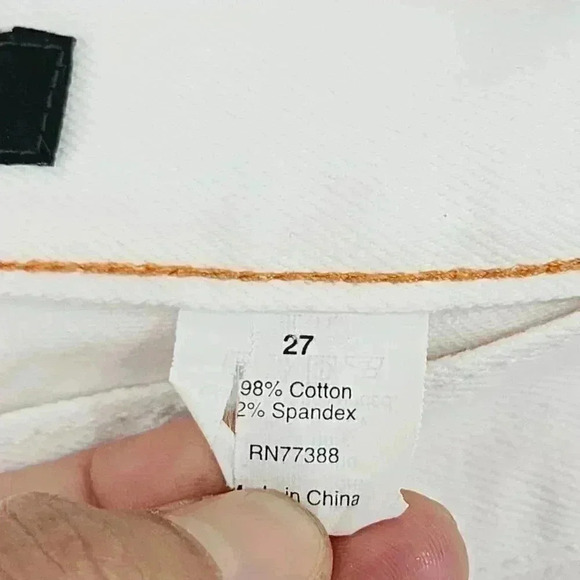 27
98% Cotton
2% Spandex
RN77388
in China